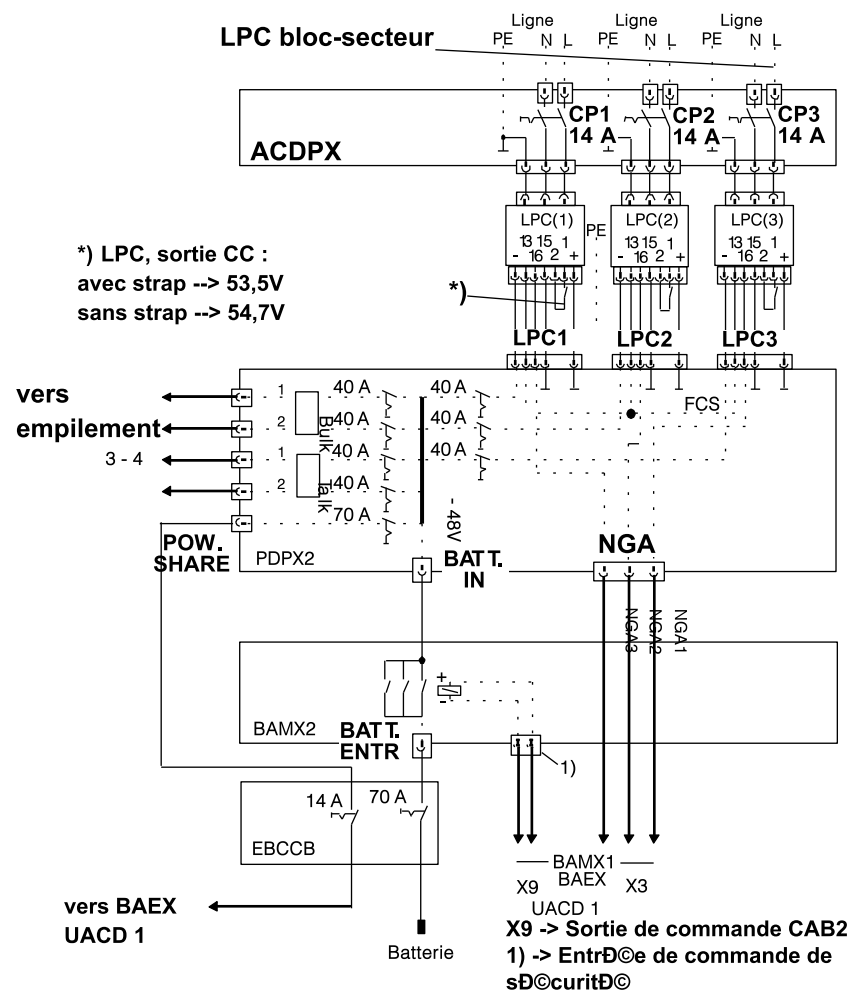 Ligne Ligne Ligne
PE N L PE N L PE N L
LPC bloc-secteur
CP1 CP2 CP3
14 A 14 A 14 A
ACDPX
LPC(1) LPC(2) LPC(3)
PE
13 15 1 13 15 1 13 15 1
- 16 2 + - 16 2 + - 16 2 +
*) LPC, sortie CC :
avec strap --> 53,5V
sans strap --> 54,7V
*)
LPC1 LPC2 LPC3
vers
empilement
3 - 4
1 40 A 40 A
2 40 A 40 A
1 40 A 40 A
2 40 A
70 A
Bulk
Talk
FCS
L
- 48V
POW.
SHARE
PDPX2
BATT.
IN
NGA
NGA3
NGA2
NGA1
+
-
BAMX2
BATT.
ENTR
1)
14 A 70 A
EBCCB
BAMX1
BAEX
X9 X3
UACD 1
vers BAEX
UACD 1
Batterie
X9 -> Sortie de commande CAB2
1) -> EntrÐ©e de commande de
sÐ©curitÐ©